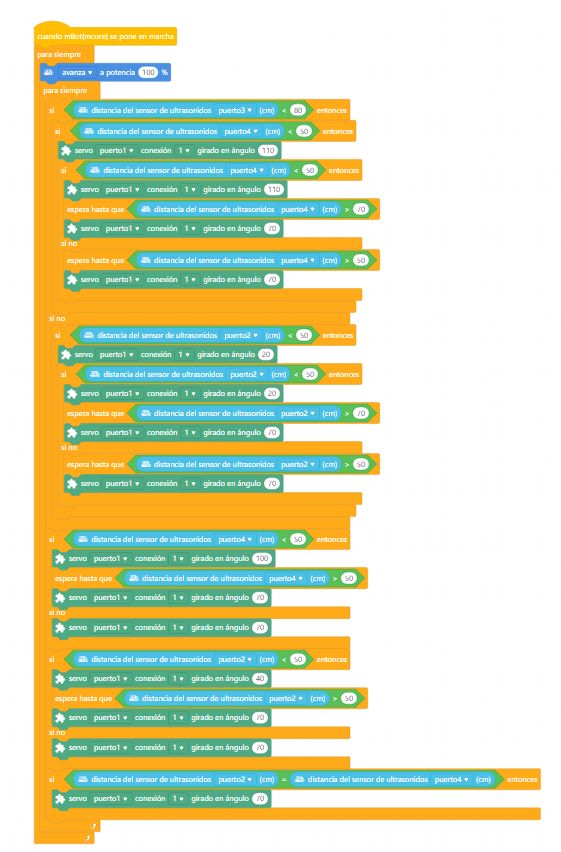 cuando mBot(mcore) se pone en marcha
para siempre
avanza ▾ a potencia 100 %
para siempre
si distancia del sensor de ultrasonidos puerto3 ▾ (cm) < 80 entonces
si distancia del sensor de ultrasonidos puerto4 ▾ (cm) < 50 entonces
servo puerto1 ▾ conexión 1 ▾ girado en ángulo 110
si distancia del sensor de ultrasonidos puerto4 ▾ (cm) < 50 entonces
servo puerto1 ▾ conexión 1 ▾ girado en ángulo 110
espera hasta que distancia del sensor de ultrasonidos puerto4 ▾ (cm) > 70
servo puerto1 ▾ conexión 1 ▾ girado en ángulo 70
si no
espera hasta que distancia del sensor de ultrasonidos puerto4 ▾ (cm) > 50
servo puerto1 ▾ conexión 1 ▾ girado en ángulo 70
si no
si distancia del sensor de ultrasonidos puerto2 ▾ (cm) < 50 entonces
servo puerto1 ▾ conexión 1 ▾ girado en ángulo 20
si distancia del sensor de ultrasonidos puerto2 ▾ (cm) < 50 entonces
servo puerto1 ▾ conexión 1 ▾ girado en ángulo 20
espera hasta que distancia del sensor de ultrasonidos puerto2 ▾ (cm) > 70
servo puerto1 ▾ conexión 1 ▾ girado en ángulo 70
si no
espera hasta que distancia del sensor de ultrasonidos puerto2 ▾ (cm) > 50
servo puerto1 ▾ conexión 1 ▾ girado en ángulo 70
si distancia del sensor de ultrasonidos puerto4 ▾ (cm) < 50 entonces
servo puerto1 ▾ conexión 1 ▾ girado en ángulo 100
espera hasta que distancia del sensor de ultrasonidos puerto4 ▾ (cm) > 50
servo puerto1 ▾ conexión 1 ▾ girado en ángulo 70
si no
servo puerto1 ▾ conexión 1 ▾ girado en ángulo 70
si distancia del sensor de ultrasonidos puerto2 ▾ (cm) < 50 entonces
servo puerto1 ▾ conexión 1 ▾ girado en ángulo 40
espera hasta que distancia del sensor de ultrasonidos puerto2 ▾ (cm) > 50
servo puerto1 ▾ conexión 1 ▾ girado en ángulo 70
si no
servo puerto1 ▾ conexión 1 ▾ girado en ángulo 70
si distancia del sensor de ultrasonidos puerto2 ▾ (cm) = distancia del sensor de ultrasonidos puerto4 ▾ (cm) entonces
servo puerto1 ▾ conexión 1 ▾ girado en ángulo 70